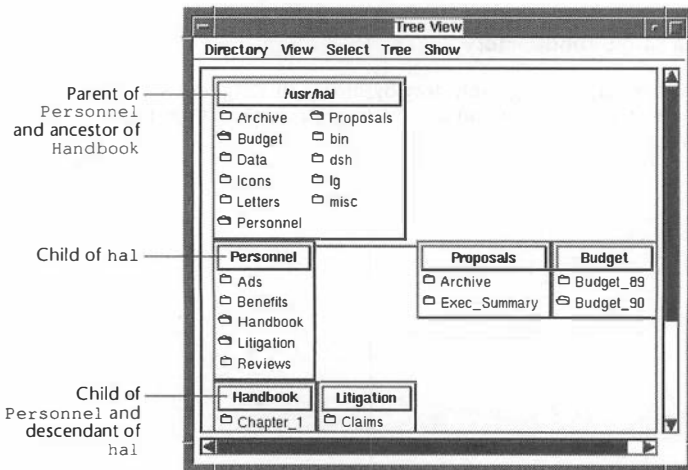 Tree View
Directory View Select Tree Show
Parent of
Personnel
and ancestor of
Handbook
/usr/hal
Archive
Budget
Data
Icons
Letters
Personnel
Proposals
bin
dsh
lg
misc
Child of hal
Personnel
Ads
Benefits
Handbook
Litigation
Reviews
Proposals
Archive
Exec_Summary
Budget
Budget_89
Budget_90
Child of
Personnel and
descendant of
hal
Handbook
Chapter_1
Litigation
Claims